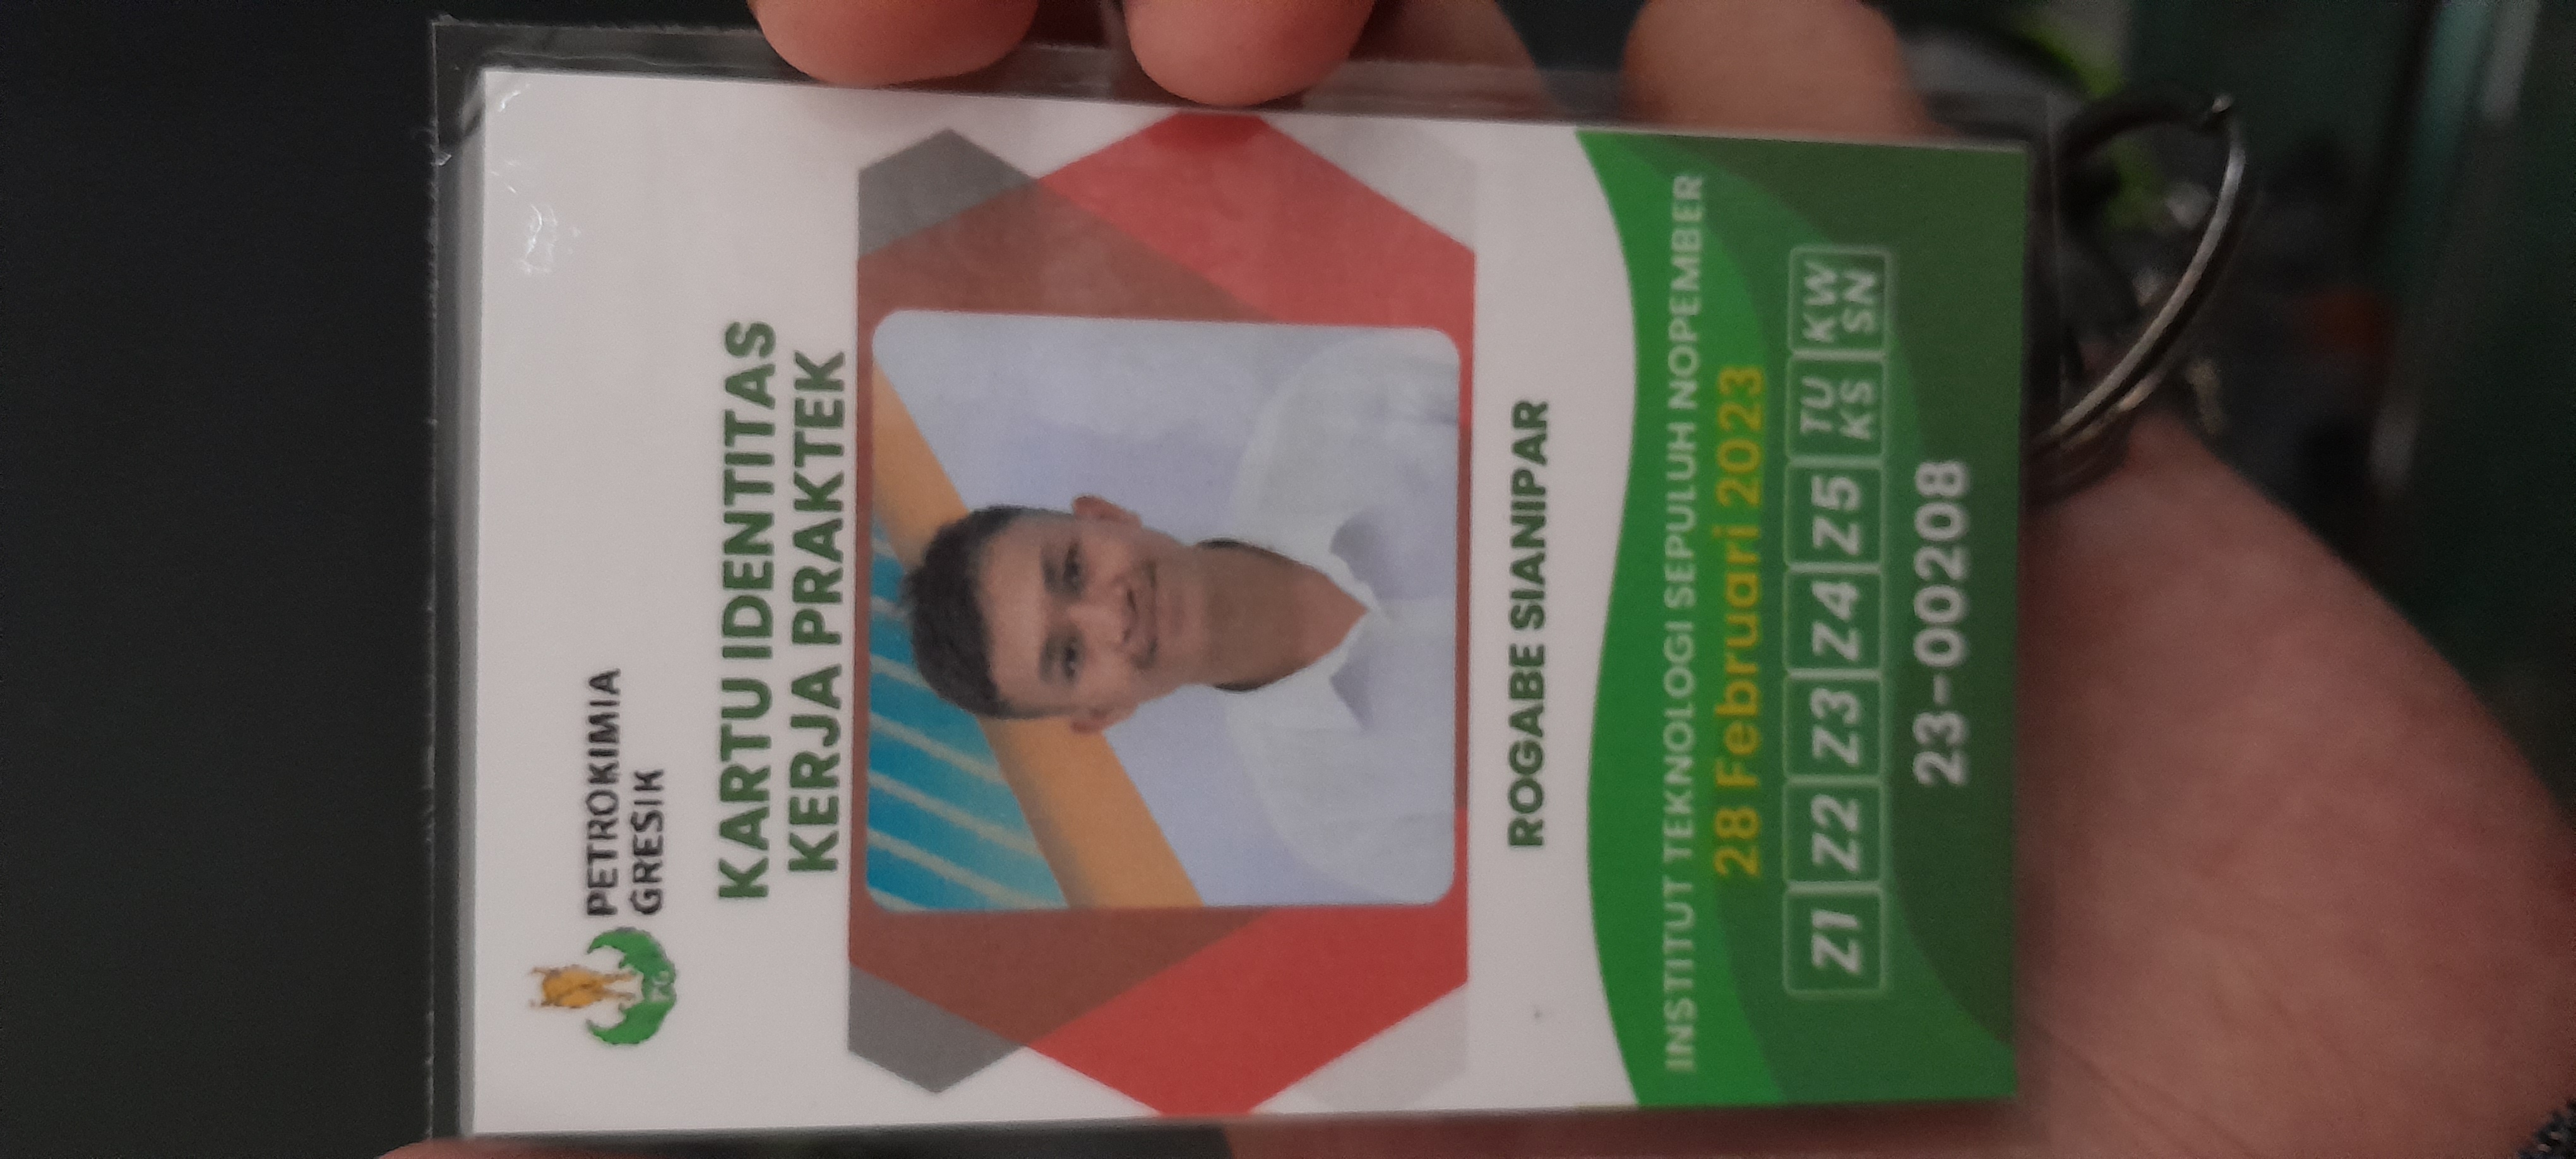 PG
PETROKIMIA
GRESIK
KARTU IDENTITAS
KERJA PRAKTEK
ROGABE SIANIPAR
INSTITUT TEKNOLOGI SEPULUH NOPEMBER
28 Februari 2023
Z1 Z2 Z3 Z4 Z5 TU KS KW SN
23-00208